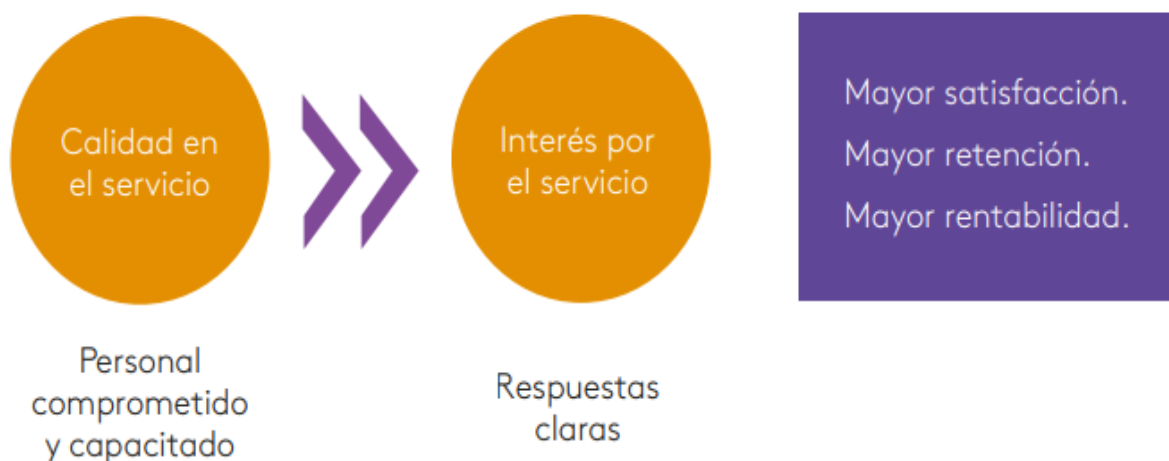 Calidad en
el servicio
Personal
comprometido
y capacitado
Interés por
el servicio
Respuestas
claras
Mayor satisfacción.
Mayor retención.
Mayor rentabilidad.